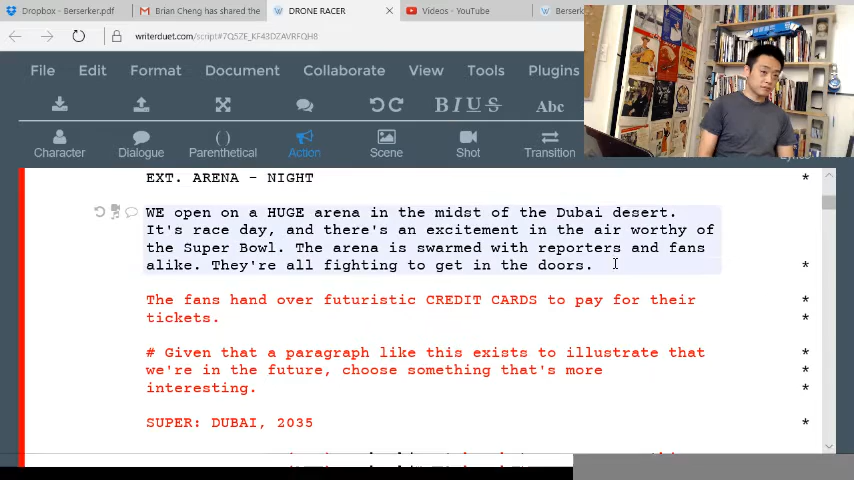 Dropbox - Berserker.pdf
Brian Cheng has shared the
DRONE RACER
Videos - YouTube
Berserk
writerduet.com/script#7Q5ZE_KF43DZAVRFQH8
File Edit Format Document Collaborate View Tools Plugins
B I U S Abc
Character Dialogue Parenthetical Action Scene Shot Transition
EXT. ARENA - NIGHT *
WE open on a HUGE arena in the midst of the Dubai desert.
It's race day, and there's an excitement in the air worthy of
the Super Bowl. The arena is swarmed with reporters and fans
alike. They're all fighting to get in the doors. *
The fans hand over futuristic CREDIT CARDS to pay for their *
tickets. *
# Given that a paragraph like this exists to illustrate that *
we're in the future, choose something that's more *
interesting. *
SUPER: DUBAI, 2035 *